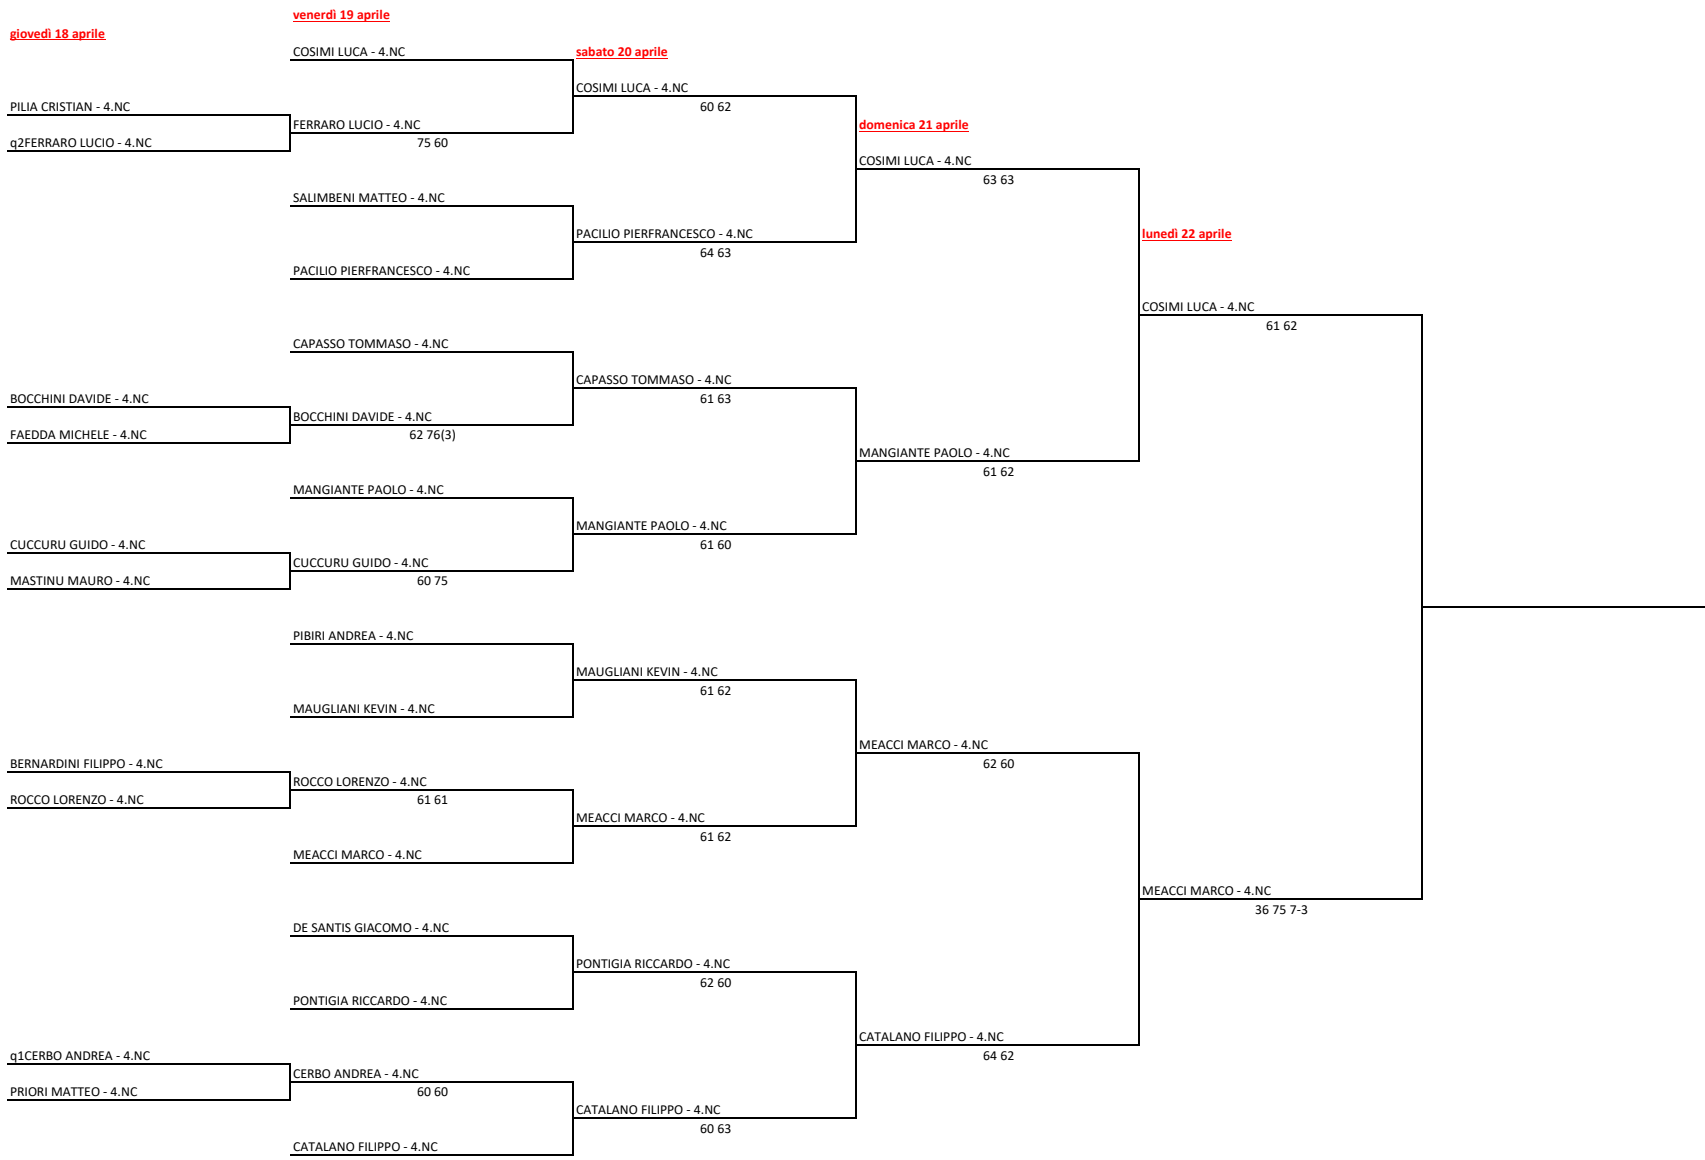 venerdì 19 aprile
giovedì 18 aprile
COSIMI LUCA - 4.NC
sabato 20 aprile
COSIMI LUCA - 4.NC
PILIA CRISTIAN - 4.NC
60 62
FERRARO LUCIO - 4.NC
domenica 21 aprile
q2FERRARO LUCIO - 4.NC
75 60
COSIMI LUCA - 4.NC
63 63
SALIMBENI MATTEO - 4.NC
PACILIO PIERFRANCESCO - 4.NC
lunedì 22 aprile
64 63
PACILIO PIERFRANCESCO - 4.NC
COSIMI LUCA - 4.NC
61 62
CAPASSO TOMMASO - 4.NC
CAPASSO TOMMASO - 4.NC
BOCCHINI DAVIDE - 4.NC
61 63
BOCCHINI DAVIDE - 4.NC
FAEDDA MICHELE - 4.NC
62 76(3)
MANGIANTE PAOLO - 4.NC
61 62
MANGIANTE PAOLO - 4.NC
MANGIANTE PAOLO - 4.NC
CUCCURU GUIDO - 4.NC
61 60
CUCCURU GUIDO - 4.NC
MASTINU MAURO - 4.NC
60 75
PIBIRI ANDREA - 4.NC
MAUGLIANI KEVIN - 4.NC
61 62
MAUGLIANI KEVIN - 4.NC
MEACCI MARCO - 4.NC
BERNARDINI FILIPPO - 4.NC
62 60
ROCCO LORENZO - 4.NC
ROCCO LORENZO - 4.NC
61 61
MEACCI MARCO - 4.NC
61 62
MEACCI MARCO - 4.NC
MEACCI MARCO - 4.NC
36 75 7-3
DE SANTIS GIACOMO - 4.NC
PONTIGIA RICCARDO - 4.NC
62 60
PONTIGIA RICCARDO - 4.NC
CATALANO FILIPPO - 4.NC
q1CERBO ANDREA - 4.NC
64 62
CERBO ANDREA - 4.NC
PRIORI MATTEO - 4.NC
60 60
CATALANO FILIPPO - 4.NC
60 63
CATALANO FILIPPO - 4.NC